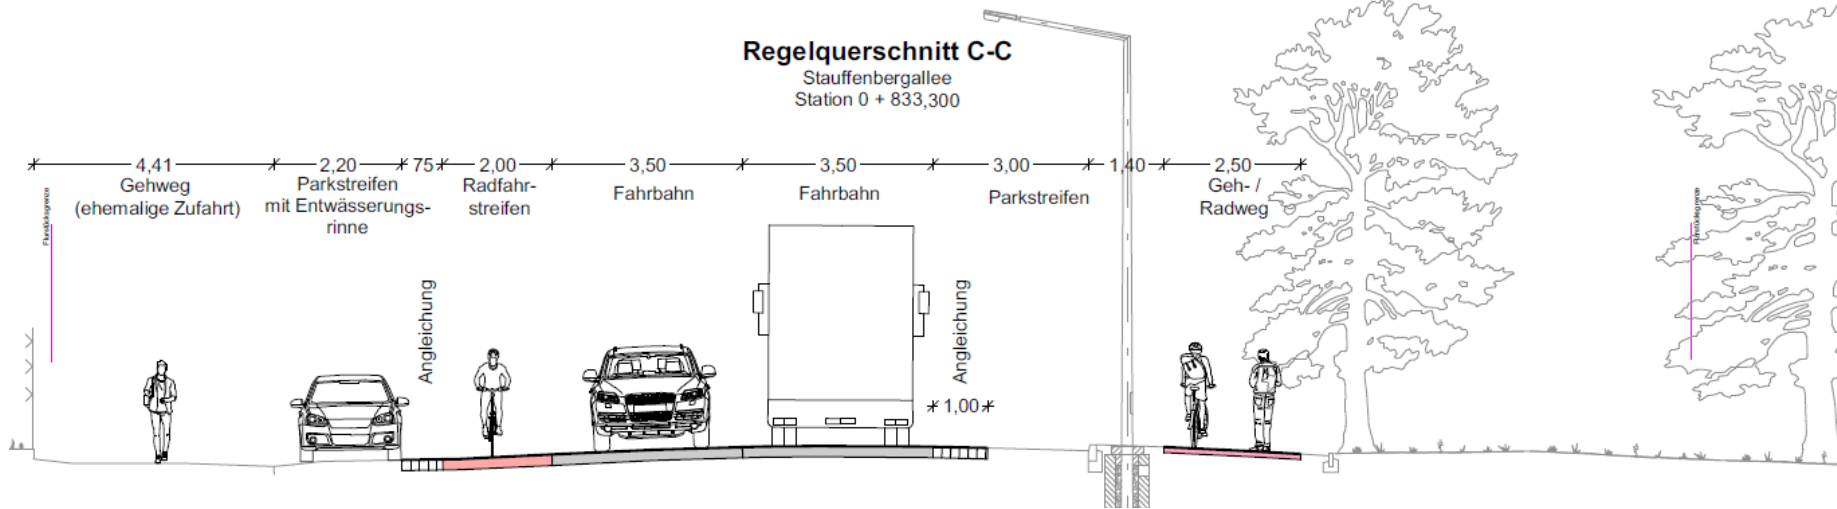 Regelquerschnitt C-C
Stauffenbergallee
Station 0 + 833,300
4,41 2,20 75 2,00 3,50 3,50 3,00 1,40 2,50
Gehweg
(ehemalige Zufahrt)
Parkstreifen
mit Entwässerungs-
rinne
Radfahr-
streifen
Fahrbahn
Fahrbahn
Parkstreifen
Geh- /
Radweg
Flurstücksgrenze
Flurstücksgrenze
Angleichung
Angleichung
1,00